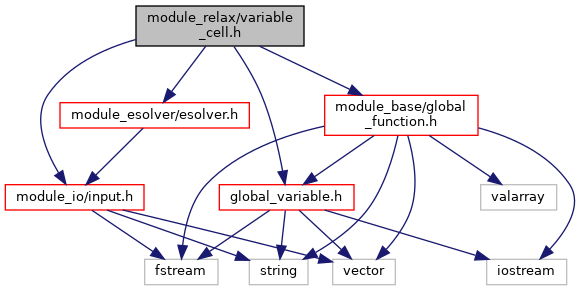 module_relax/variable
_cell.h
module_esolver/esolver.h
module_base/global
_function.h
module_io/input.h
global_variable.h
valarray
fstream
string
vector
iostream